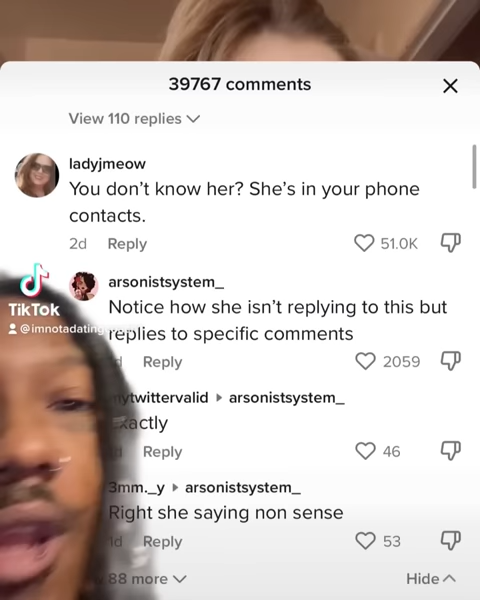 39767 comments
View 110 replies
ladyjmeow
You don't know her? She's in your phone
contacts.
2d Reply
51.0K
arsonistsystem_
TikTok
Notice how she isn't replying to this but
@imnotadating
replies to specific comments
Reply
2059
arsonistsystem_
Reply
46
3mm._y arsonistsystem_
Right she saying non sense
Reply
53
88 more
Hide